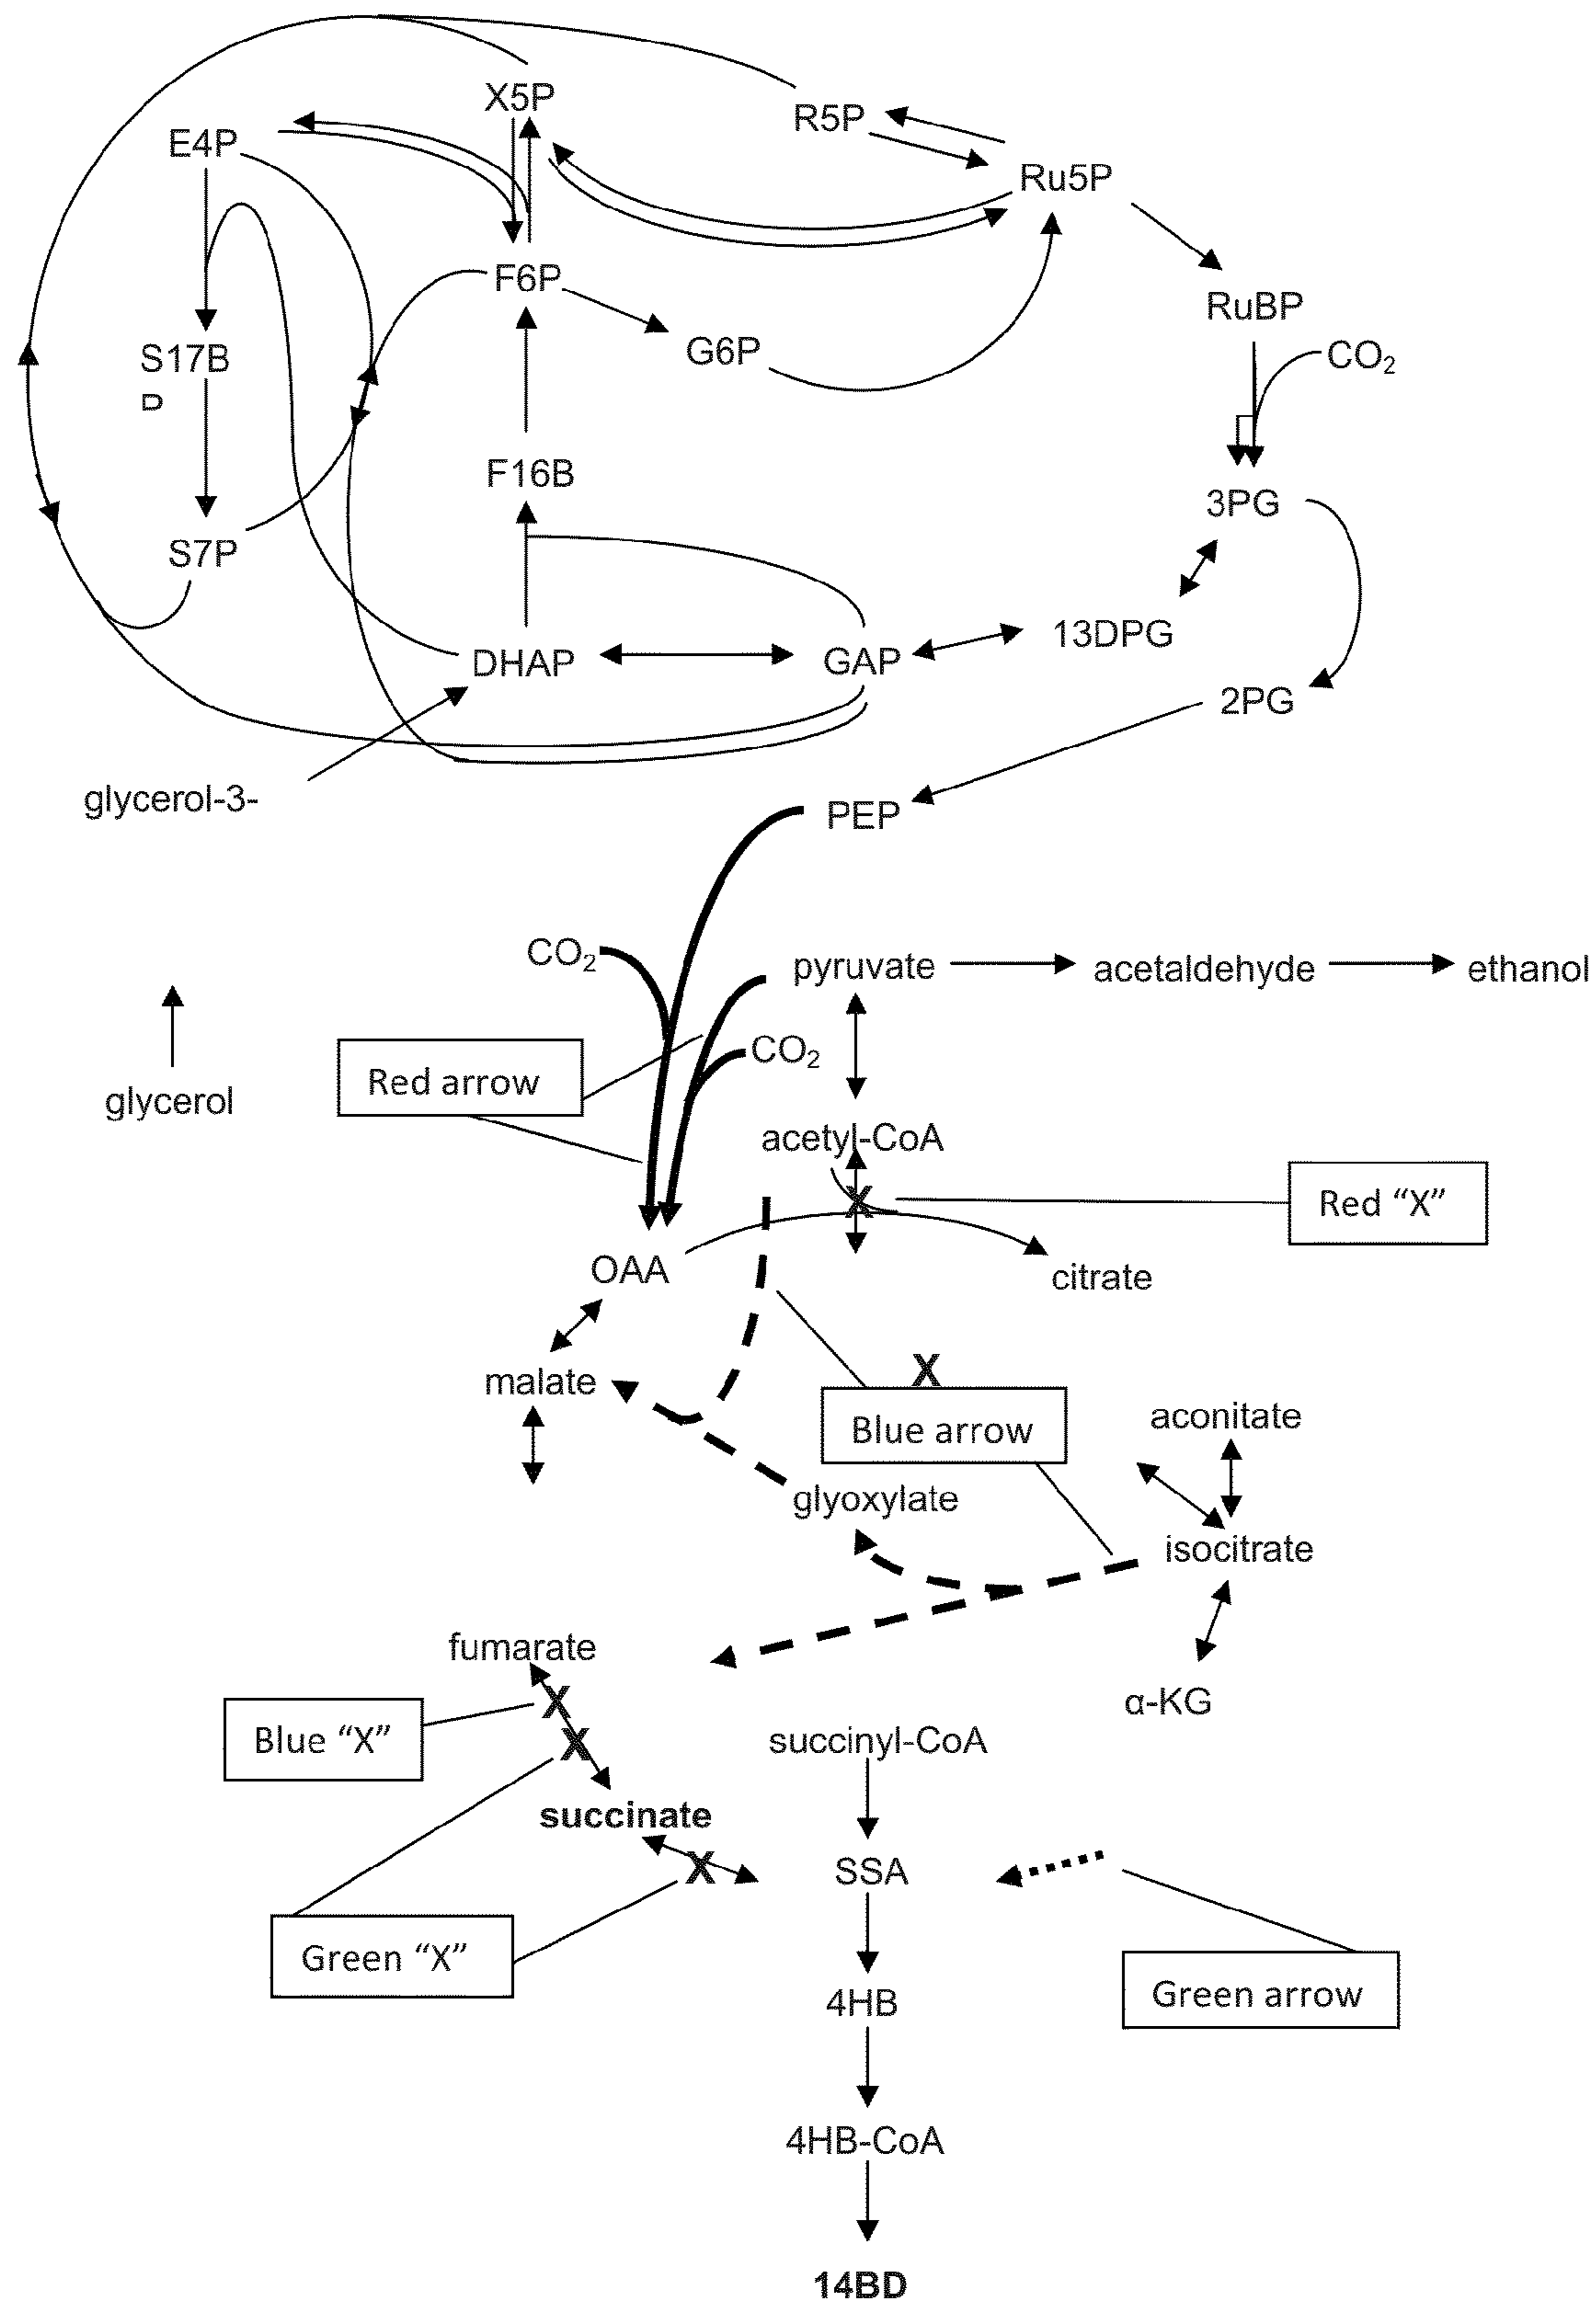 X5P
R5P
E4P
Ru5P
F6P
RuBP
G6P
S17B
P
CO₂
F16B
3PG
S7P
13DPG
DHAP
GAP
2PG
glycerol-3-
PEP
CO₂
pyruvate
acetaldehyde
ethanol
CO₂
Red arrow
glycerol
acetyl-CoA
X
Red “X”
OAA
citrate
malate
X
Blue arrow
aconitate
glyoxylate
isocitrate
fumarate
X
α-KG
Blue “X”
X
succinyl-CoA
succinate
X
SSA
Green “X”
Green arrow
4HB
4HB-CoA
14BD